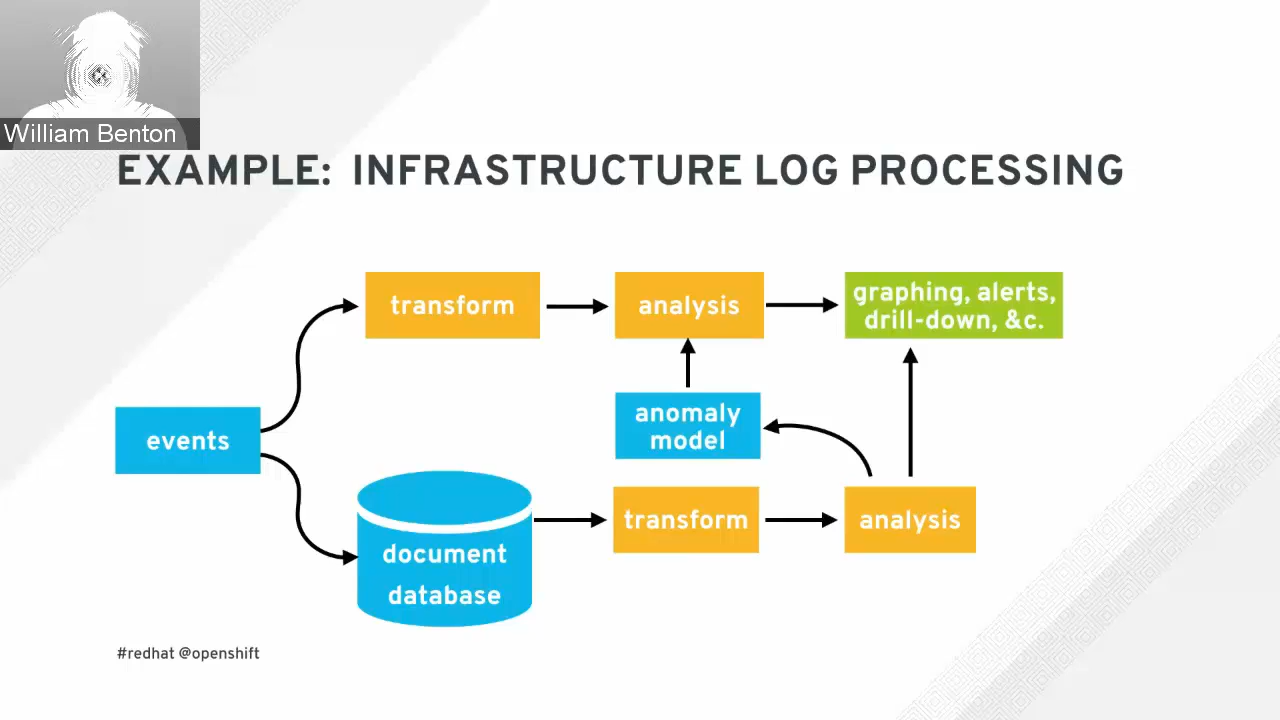 William Benton
EXAMPLE: INFRASTRUCTURE LOG PROCESSING
transform
analysis
graphing, alerts,
drill-down, &c.
events
anomaly
model
document
database
transform
analysis
#redhat @openshift